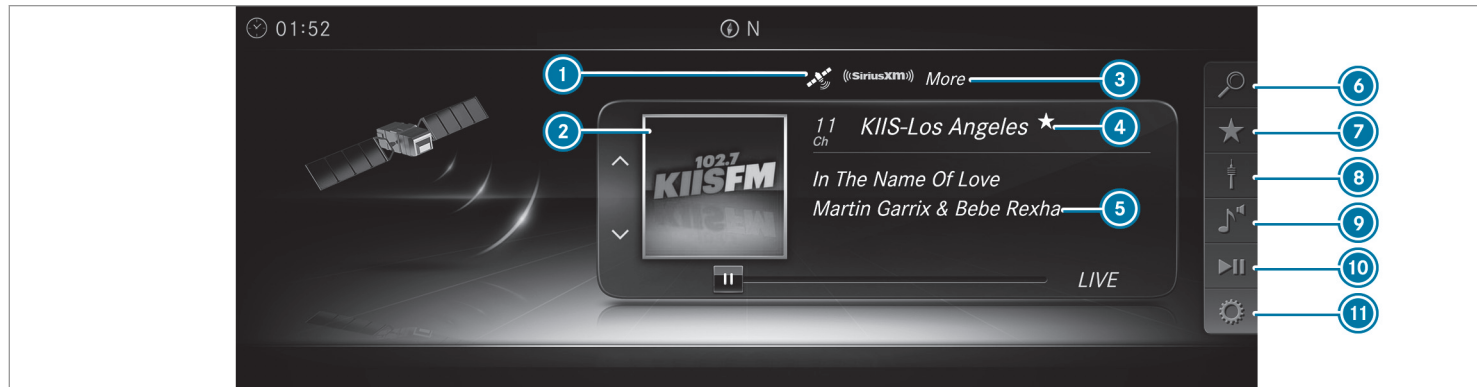 01:52
N
1
((SiriusXM))
More
3
6
2
11
Ch
KIIS-Los Angeles
4
7
102.7
KIISFM
In The Name Of Love
8
Martin Garrix & Bebe Rexha
5
9
LIVE
10
11